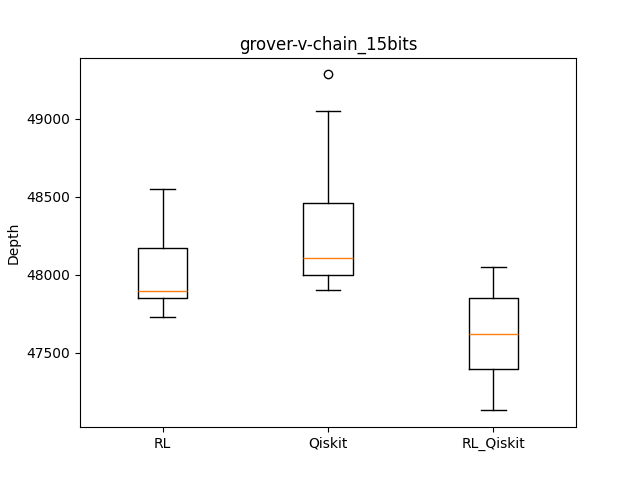 grover-v-chain_15bits
Depth
49000
48500
48000
47500
RL
Qiskit
RL_Qiskit